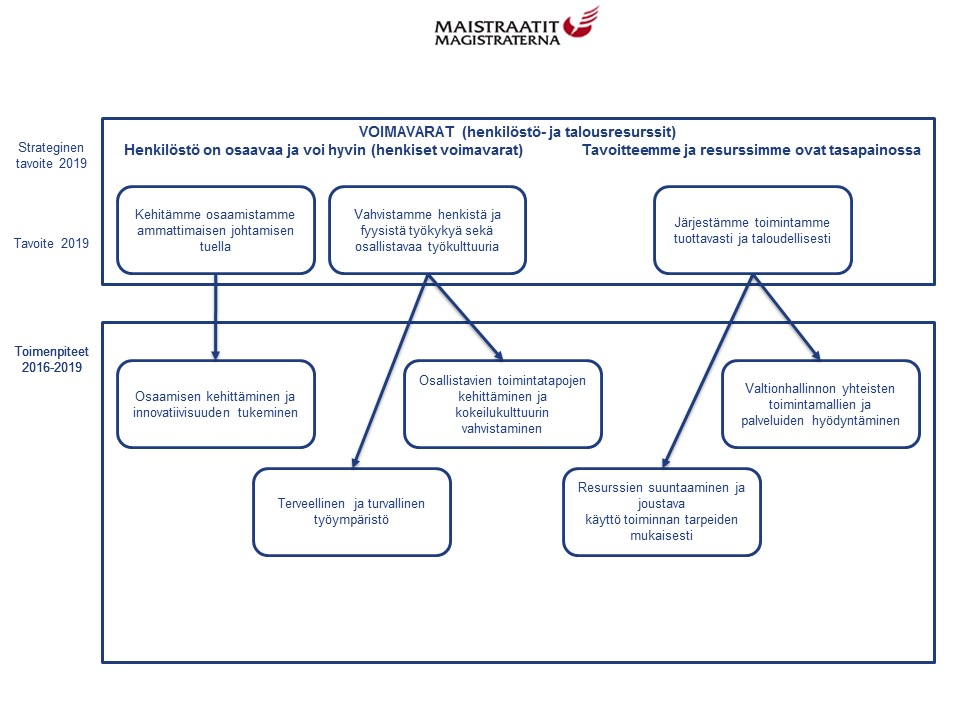 MAISTRAATIT
MAGISTRATERNA
VOIMAVARAT (henkilöstö- ja talousresurssit)
Strateginen
tavoite 2019
Henkilöstö on osaavaa ja voi hyvin (henkiset voimavarat)
Tavoitteemme ja resurssimme ovat tasapainossa
Tavoite 2019
Kehitämme osaamistamme
ammattimaisen johtamisen
tuella
Vahvistamme henkistä ja
fyysistä työkykyä sekä
osallistavaa työkulttuuria
Järjestämme toimintamme
tuottavasti ja taloudellisesti
Toimenpiteet
2016-2019
Osaamisen kehittäminen ja
innovatiivisuuden tukeminen
Osallistavien toimintatapojen
kehittäminen ja
kokeilukulttuurin
vahvistaminen
Valtionhallinnon yhteisten
toimintamallien ja
palveluiden hyödyntäminen
Terveellinen ja turvallinen
työympäristö
Resurssien suuntaaminen ja
joustava
käyttö toiminnan tarpeiden
mukaisesti